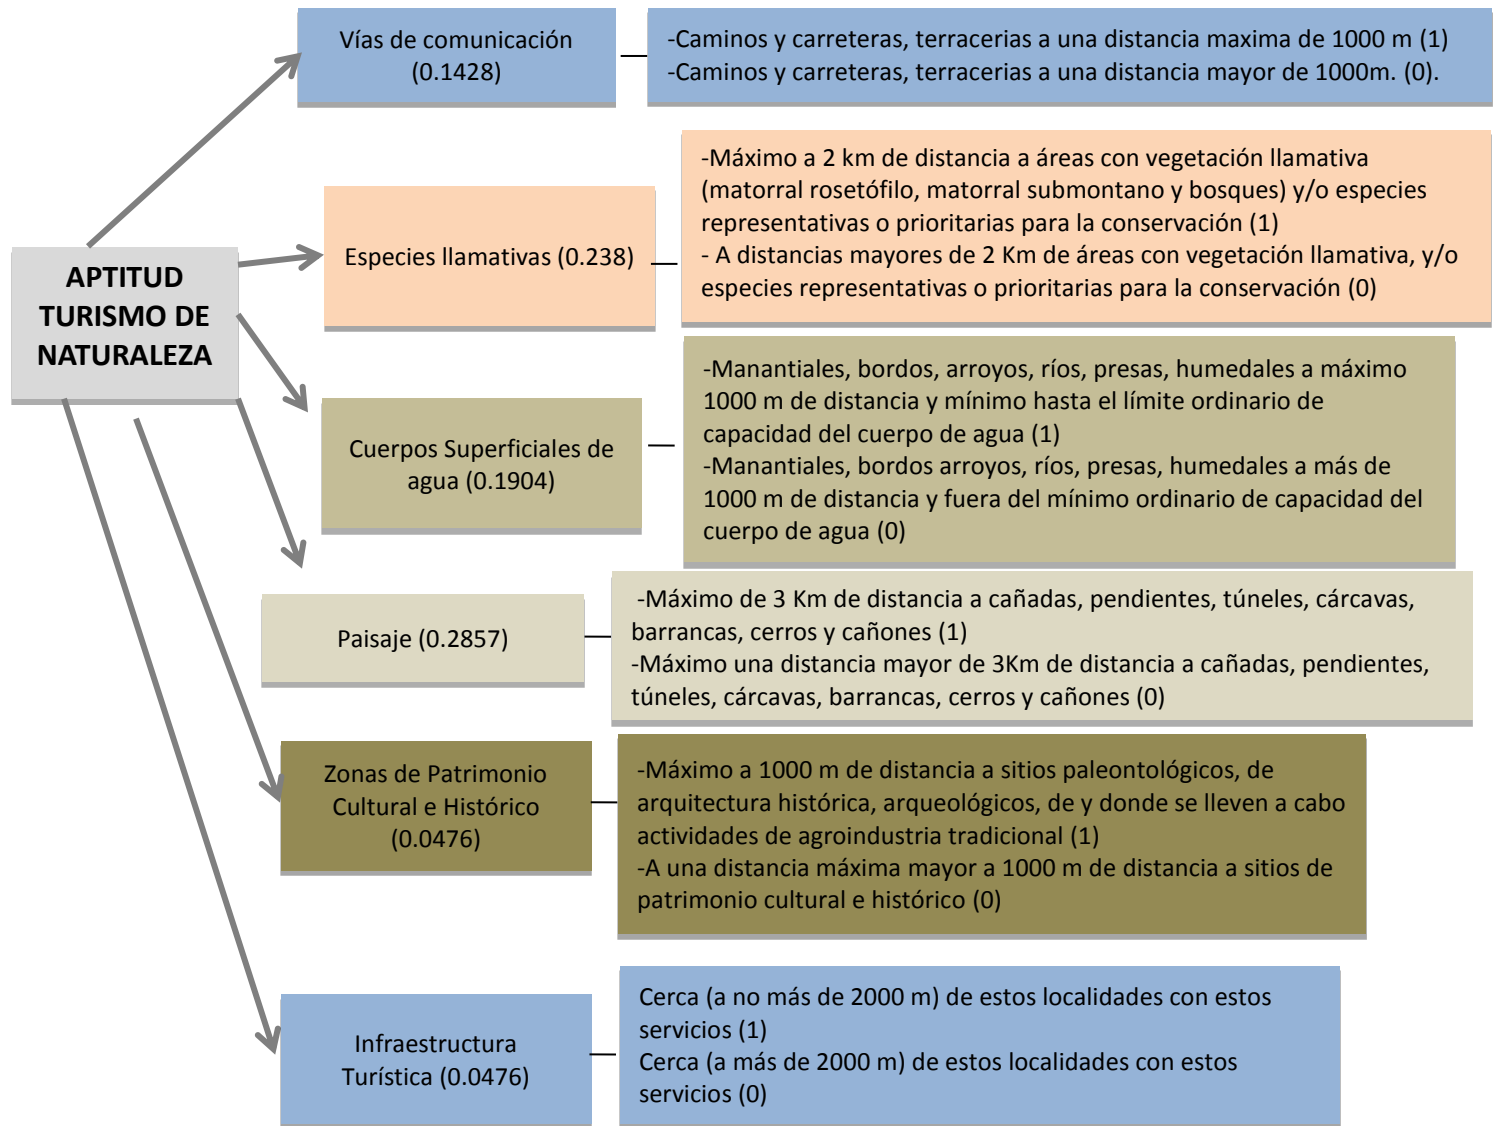 APTITUD
TURISMO DE
NATURALEZA
Vías de comunicación
(0.1428)
-Caminos y carreteras, terracerias a una distancia maxima de 1000 m (1)
-Caminos y carreteras, terracerias a una distancia mayor de 1000m. (0).
Especies llamativas (0.238)
-Máximo a 2 km de distancia a áreas con vegetación llamativa
(matorral rosetófilo, matorral submontano y bosques) y/o especies
representativas o prioritarias para la conservación (1)
- A distancias mayores de 2 Km de áreas con vegetación llamativa, y/o
especies representativas o prioritarias para la conservación (0)
Cuerpos Superficiales de
agua (0.1904)
-Manantiales, bordos, arroyos, ríos, presas, humedales a máximo
1000 m de distancia y mínimo hasta el límite ordinario de
capacidad del cuerpo de agua (1)
-Manantiales, bordos arroyos, ríos, presas, humedales a más de
1000 m de distancia y fuera del mínimo ordinario de capacidad del
cuerpo de agua (0)
Paisaje (0.2857)
-Máximo de 3 Km de distancia a cañadas, pendientes, túneles, cárcavas,
barrancas, cerros y cañones (1)
-Máximo una distancia mayor de 3Km de distancia a cañadas, pendientes,
túneles, cárcavas, barrancas, cerros y cañones (0)
Zonas de Patrimonio
Cultural e Histórico
(0.0476)
-Máximo a 1000 m de distancia a sitios paleontológicos, de
arquitectura histórica, arqueológicos, de y donde se lleven a cabo
actividades de agroindustria tradicional (1)
-A una distancia máxima mayor a 1000 m de distancia a sitios de
patrimonio cultural e histórico (0)
Infraestructura
Turística (0.0476)
Cerca (a no más de 2000 m) de estos localidades con estos
servicios (1)
Cerca (a más de 2000 m) de estos localidades con estos
servicios (0)